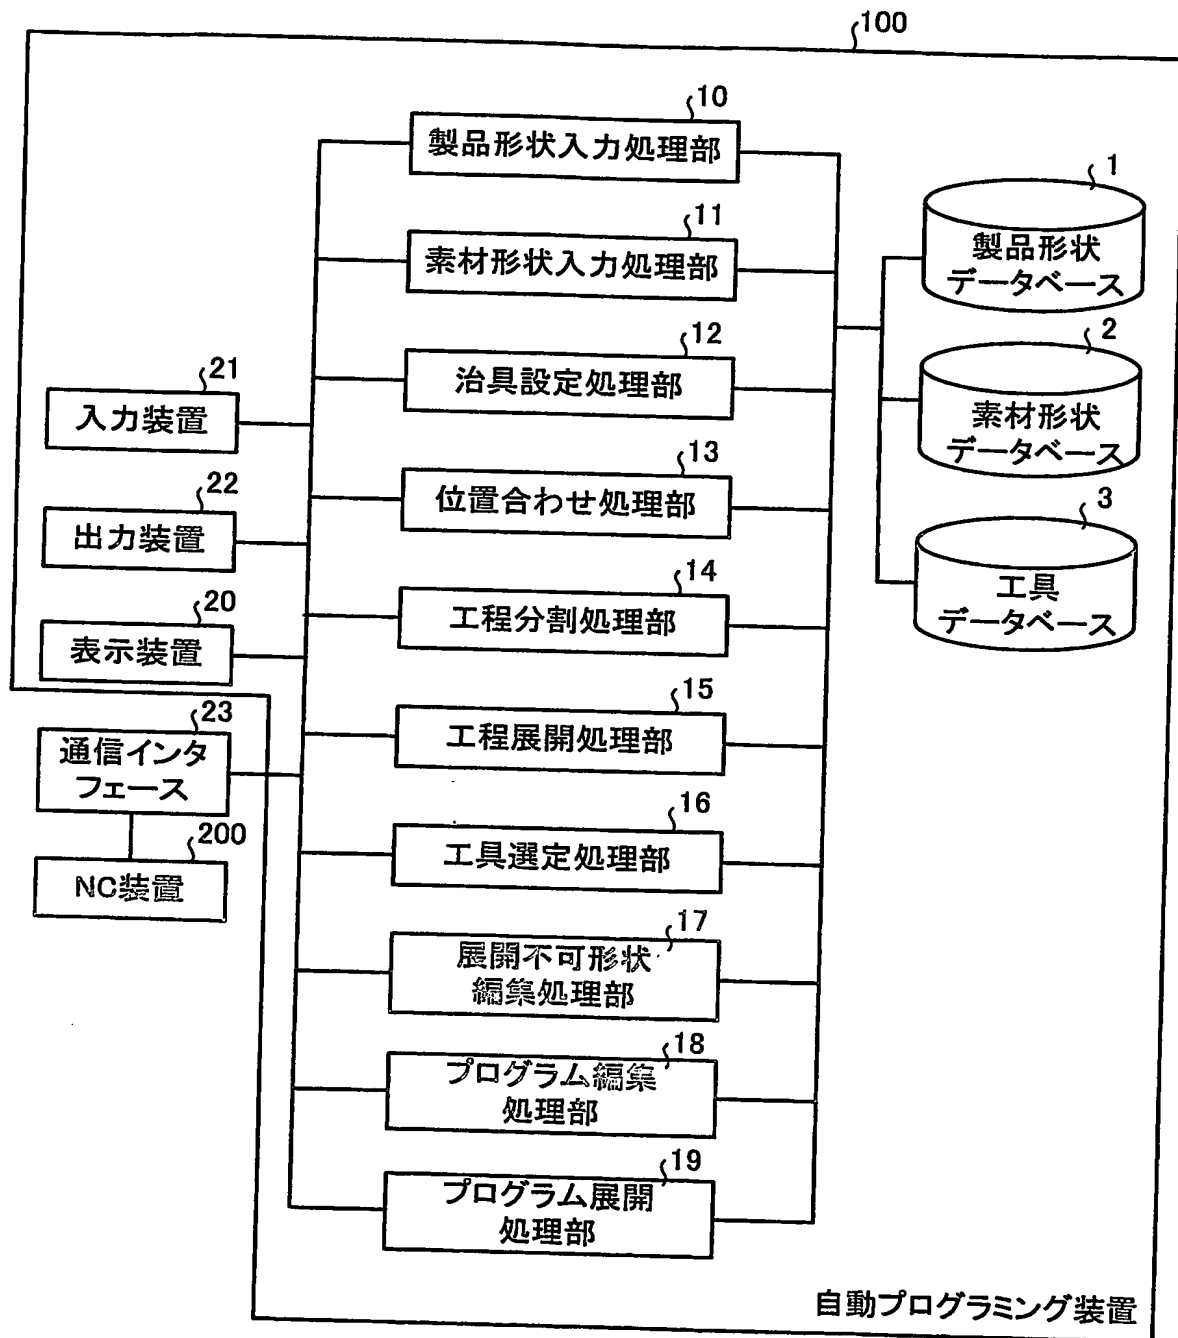 100
10
製品形状入力処理部
11
素材形状入力処理部
12
治具設定処理部
13
位置合わせ処理部
14
工程分割処理部
15
工程展開処理部
16
工具選定処理部
17
展開不可形状
編集処理部
18
プログラム編集
処理部
19
プログラム展開
処理部
21
入力装置
22
出力装置
20
表示装置
23
通信インタ
フェース
200
NC装置
1
製品形状
データベース
2
素材形状
データベース
3
工具
データベース
自動プログラミング装置